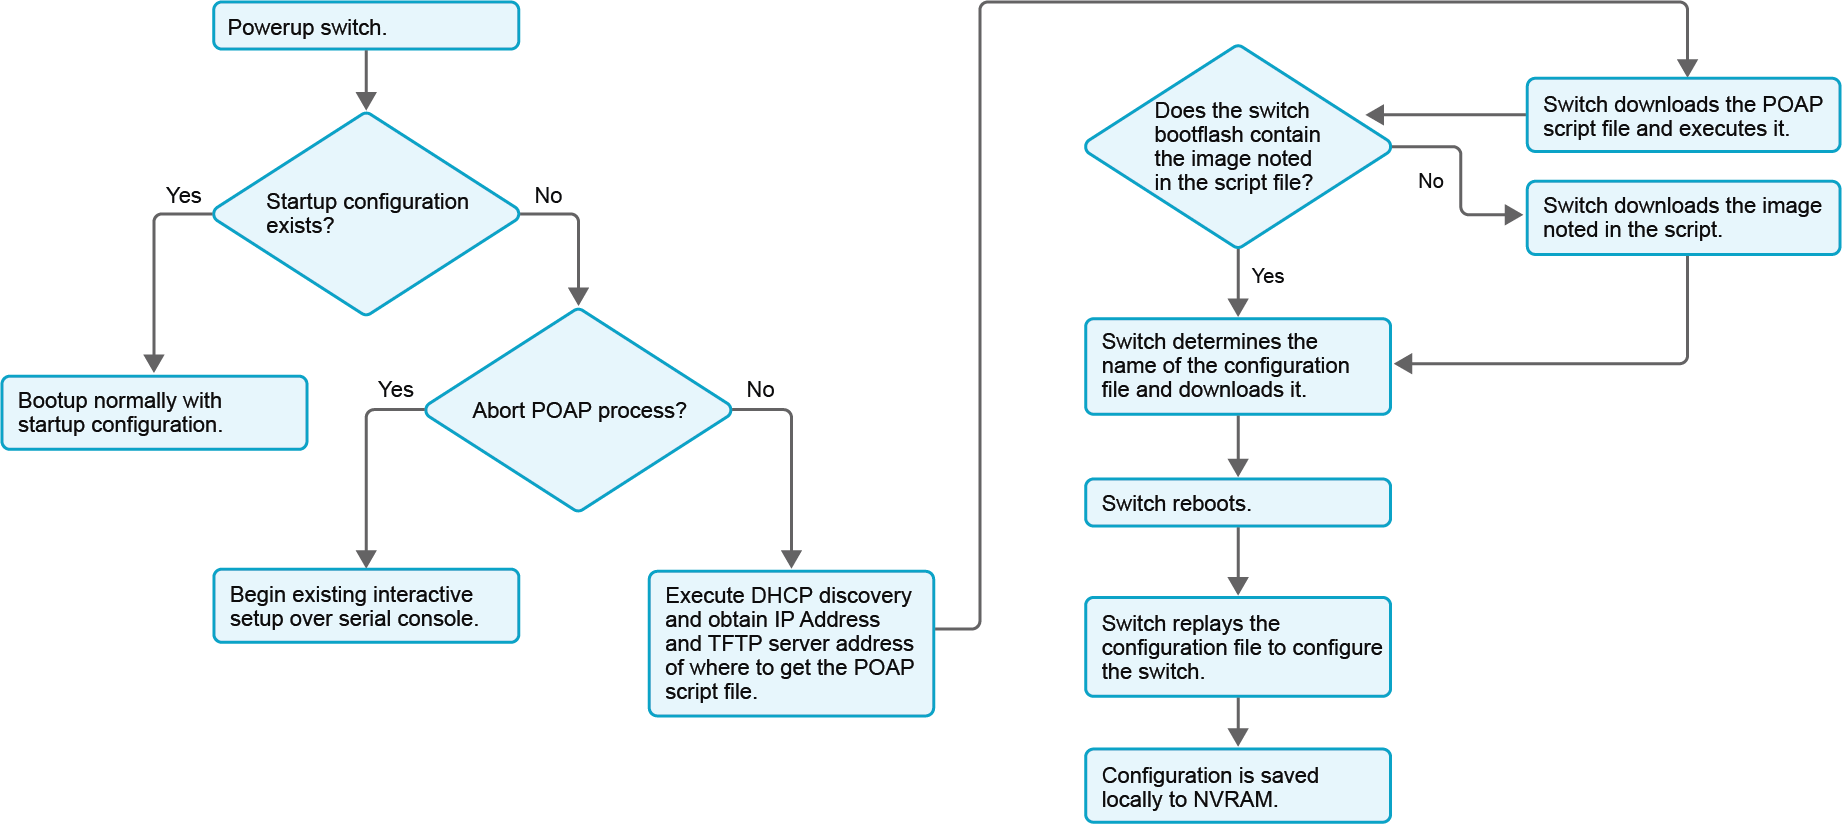 Powerup switch.
Startup configuration
exists?
Yes
No
Bootup normally with
startup configuration.
Abort POAP process?
Yes
No
Begin existing interactive
setup over serial console.
Execute DHCP discovery
and obtain IP Address
and TFTP server address
of where to get the POAP
script file.
Switch downloads the POAP
script file and executes it.
Does the switch
bootflash contain
the image noted
in the script file?
No
Switch downloads the image
noted in the script.
Yes
Switch determines the
name of the configuration
file and downloads it.
Switch reboots.
Switch replays the
configuration file to configure
the switch.
Configuration is saved
locally to NVRAM.